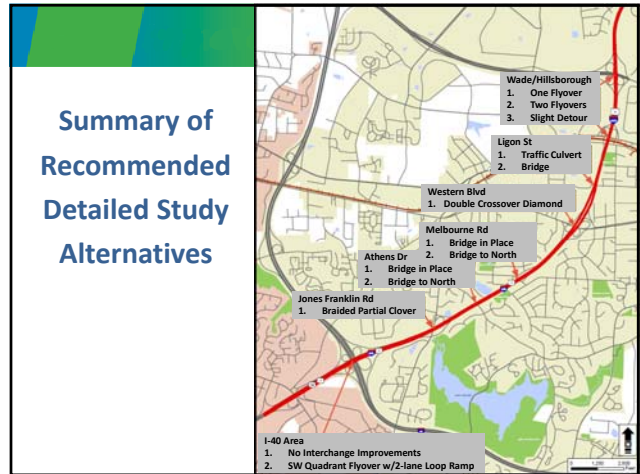 Summary of
Recommended
Detailed Study
Alternatives
Wade/Hillsborough
1. One Flyover
2. Two Flyovers
3. Slight Detour
Ligon St
1. Traffic Culvert
2. Bridge
Western Blvd
1. Double Crossover Diamond
Melbourne Rd
1. Bridge in Place
2. Bridge to North
Athens Dr
1. Bridge in Place
2. Bridge to North
Jones Franklin Rd
1. Braided Partial Clover
I-40 Area
1. No Interchange Improvements
2. SW Quadrant Flyover w/2-lane Loop Ramp